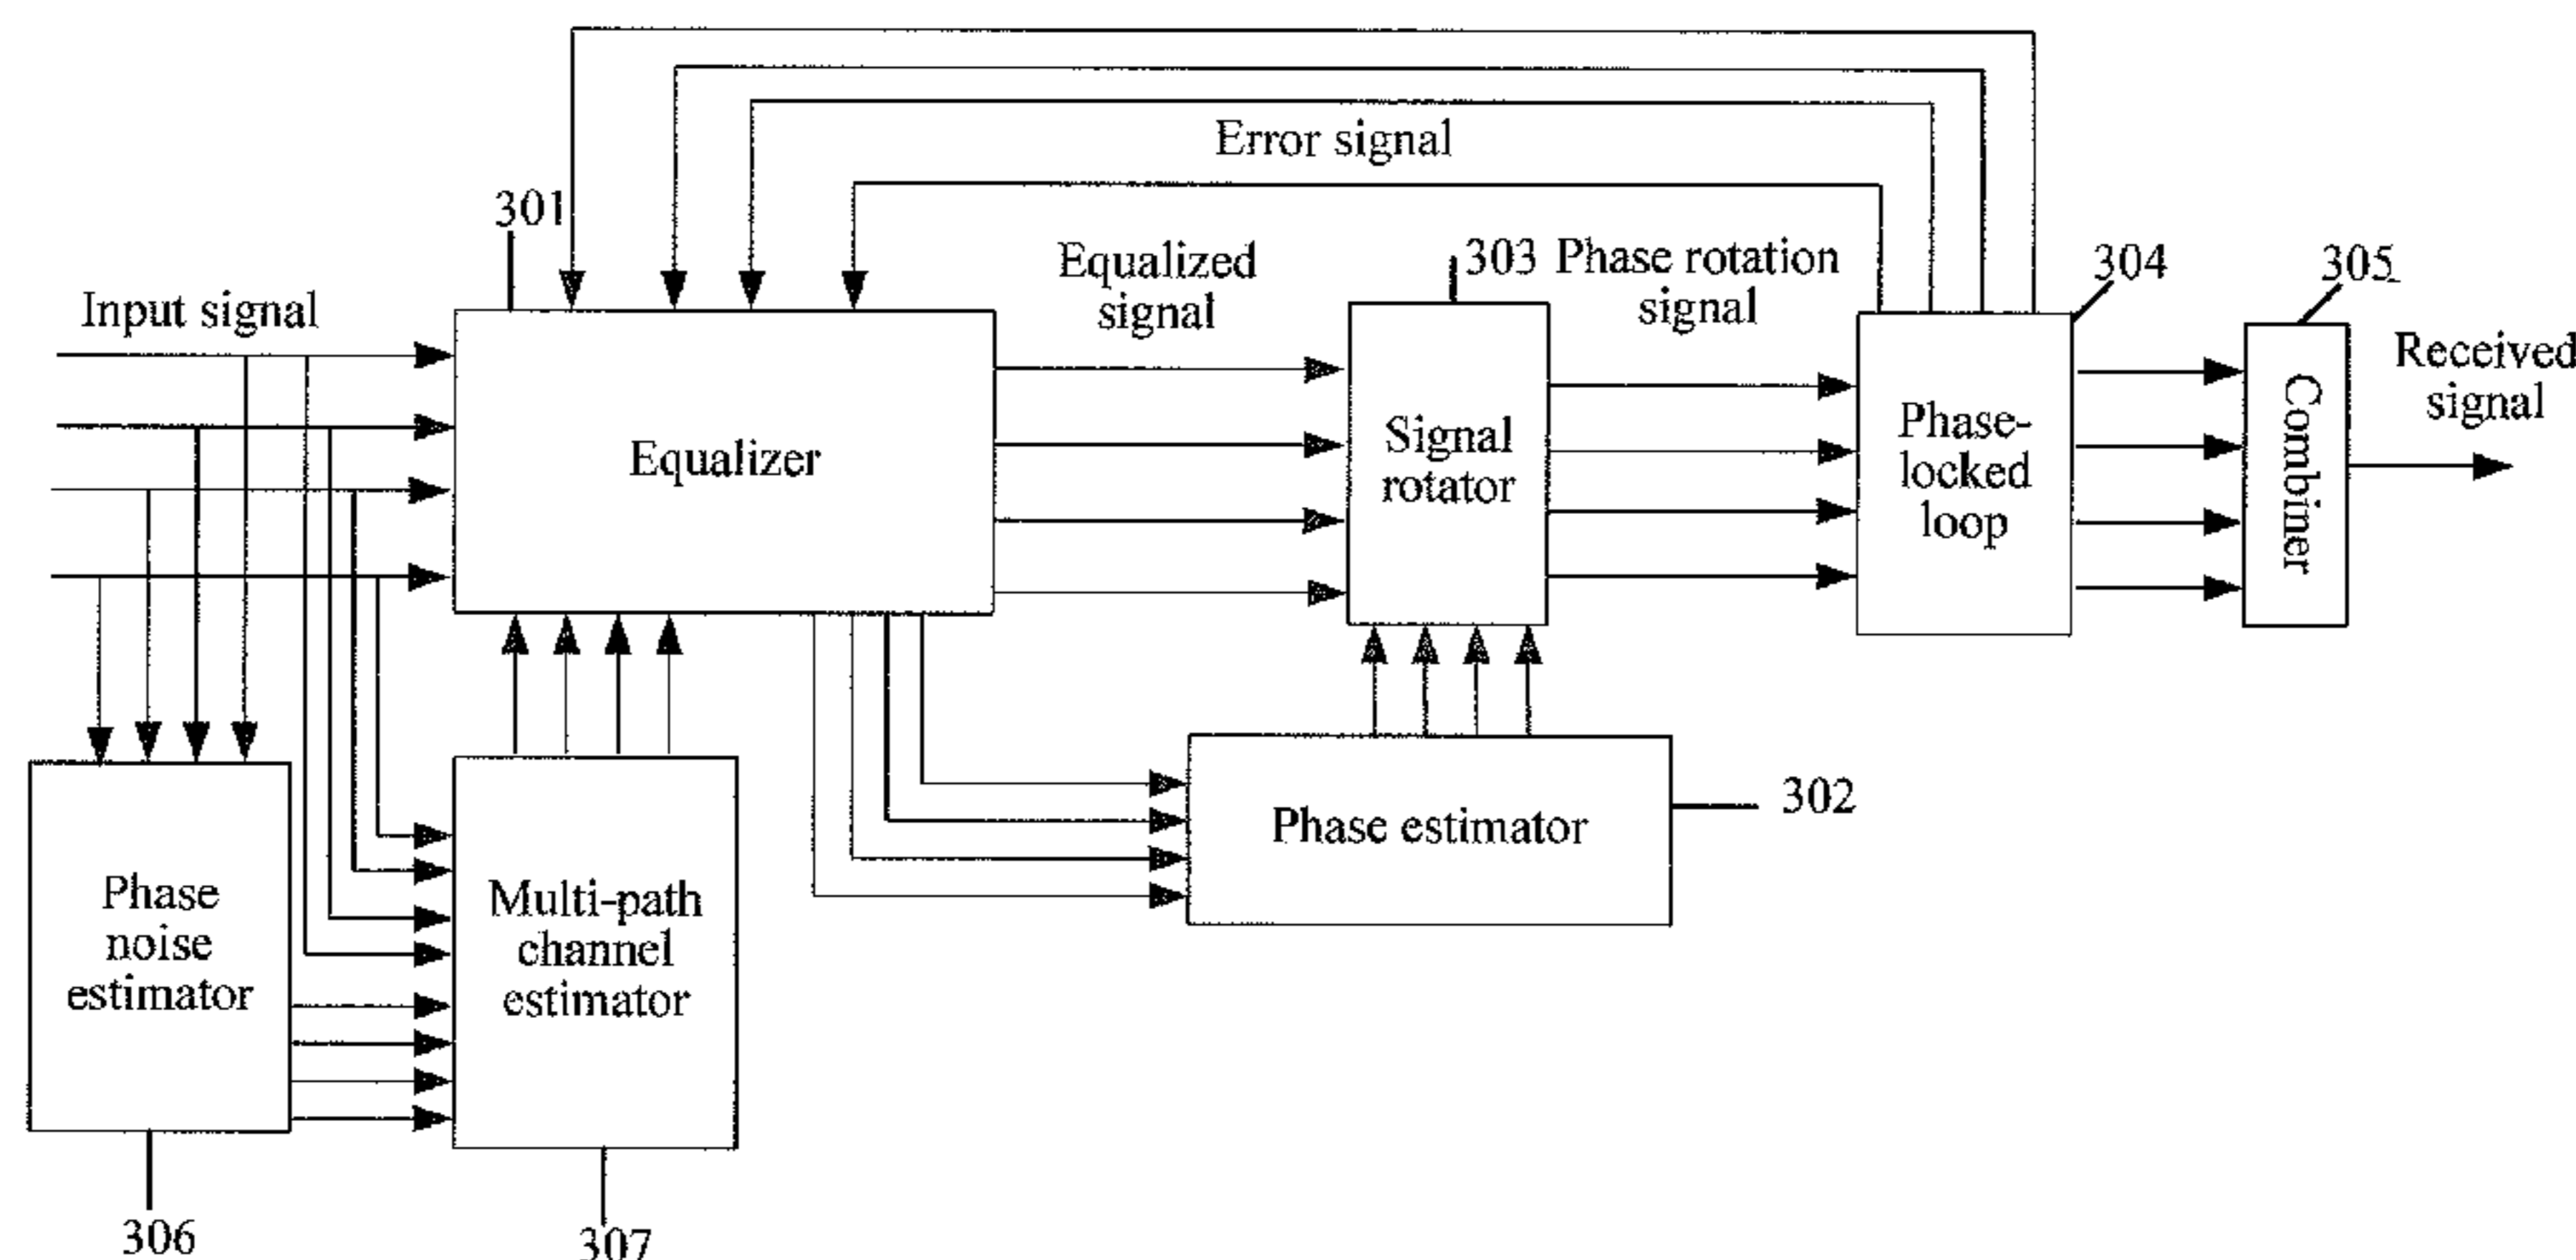 Error signal
301
Equalized
signal
303
Phase rotation
signal
304
305
Input signal
Received
signal
Equalizer
Signal
rotator
Phase-
locked
loop
Combiner
Phase estimator
302
Phase
noise
estimator
Multi-path
channel
estimator
306
307